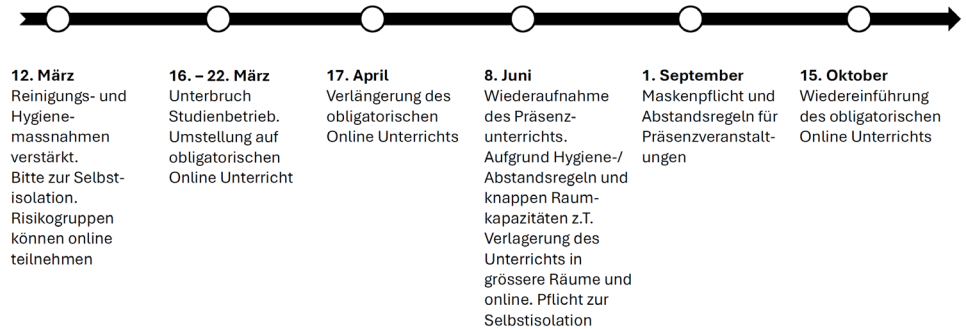 12. März
Reinigungs- und
Hygiene-
massnahmen
verstärkt.
Bitte zur Selbst-
isolation.
Risikogruppen
können online
teilnehmen
16. – 22. März
Unterbruch
Studienbetrieb.
Umstellung auf
obligatorischen
Online Unterricht
17. April
Verlängerung des
obligatorischen
Online Unterrichts
8. Juni
Wiederaufnahme
des Präsenz-
unterrichts.
Aufgrund Hygiene-/
Abstandsregeln und
knappen Raum-
kapazitäten z.T.
Verlagerung des
Unterrichts in
grössere Räume und
online. Pflicht zur
Selbstisolation
1. September
Maskenpflicht und
Abstandsregeln für
Präsenzveranstalt-
ungen
15. Oktober
Wiedereinführung
des obligatorischen
Online Unterrichts